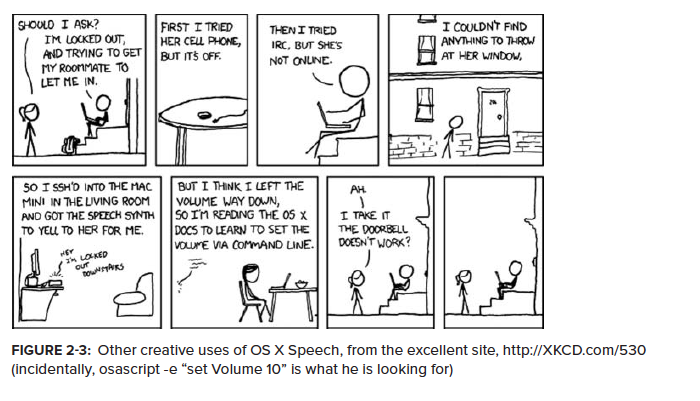 SHOULD I ASK?
I'M LOCKED OUT,
AND TRYING TO GET
MY ROOMMATE TO
LET ME IN.
FIRST I TRIED
HER CELL PHONE,
BUT IT'S OFF.
THEN I TRIED
IRC, BUT SHE'S
NOT ONLINE.
I COULDN'T FIND
ANYTHING TO THROW
AT HER WINDOW,
SO I SSH'D INTO THE MAC
MINI IN THE LIVING ROOM
AND GOT THE SPEECH SYNTH
TO YELL TO HER FOR ME.
HEY
I'M LOCKED
OUT
DOWNSTAIRS
BUT I THINK I LEFT THE
VOLUME WAY DOWN,
SO I'M READING THE OS X
DOCS TO LEARN TO SET THE
VOLUME VIA COMMAND LINE.
AH.
I TAKE IT
THE DOORBELL
DOESN'T WORK?
FIGURE 2-3: Other creative uses of OS X Speech, from the excellent site, http://XKCD.com/530
(incidentally, osascript -e “set Volume 10” is what he is looking for)